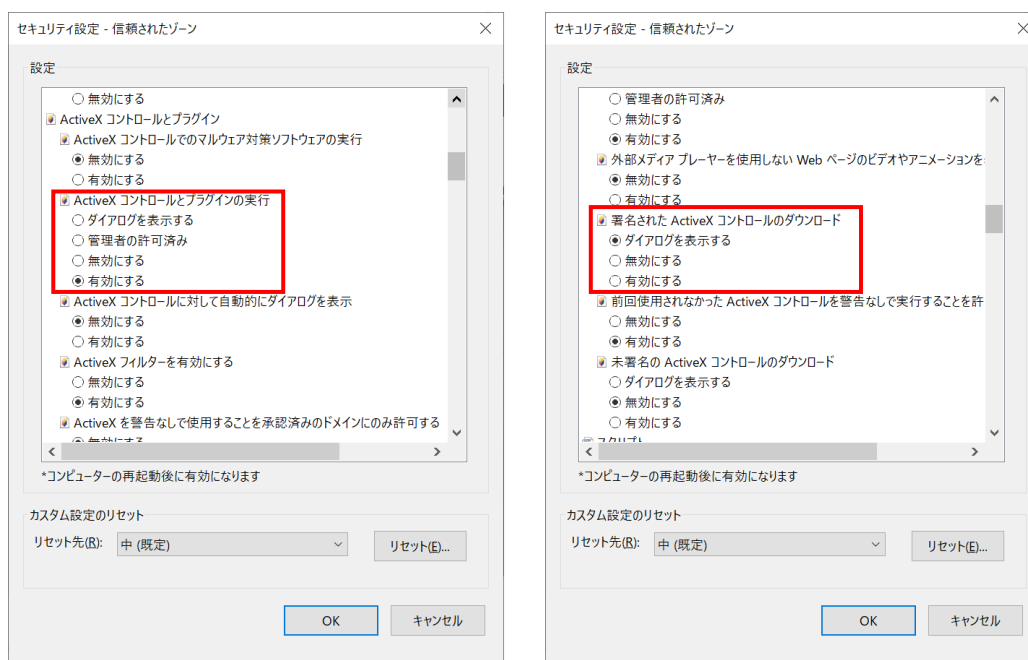 セキュリティ設定 - 信頼されたゾーン
設定
無効にする
ActiveX コントロールとプラグイン
ActiveX コントロールでのマルウェア対策ソフトウェアの実行
無効にする
有効にする
ActiveX コントロールとプラグインの実行
ダイアログを表示する
管理者の許可済み
無効にする
有効にする
ActiveX コントロールに対して自動的にダイアログを表示
無効にする
有効にする
ActiveX フィルターを有効にする
無効にする
有効にする
ActiveX を警告なしで使用することを承認済みのドメインにのみ許可する
無効にする
*コンピューターの再起動後に有効になります
カスタム設定のリセット
リセット先(R): 中 (既定) リセット(E)...
OK キャンセル
セキュリティ設定 - 信頼されたゾーン
設定
管理者の許可済み
無効にする
有効にする
外部メディア プレーヤーを使用しない Web ページのビデオやアニメーションを
無効にする
有効にする
署名された ActiveX コントロールのダウンロード
ダイアログを表示する
無効にする
有効にする
前回使用されなかった ActiveX コントロールを警告なしで実行することを許
無効にする
有効にする
未署名の ActiveX コントロールのダウンロード
ダイアログを表示する
無効にする
有効にする
スクリプト
*コンピューターの再起動後に有効になります
カスタム設定のリセット
リセット先(R): 中 (既定) リセット(E)...
OK キャンセル